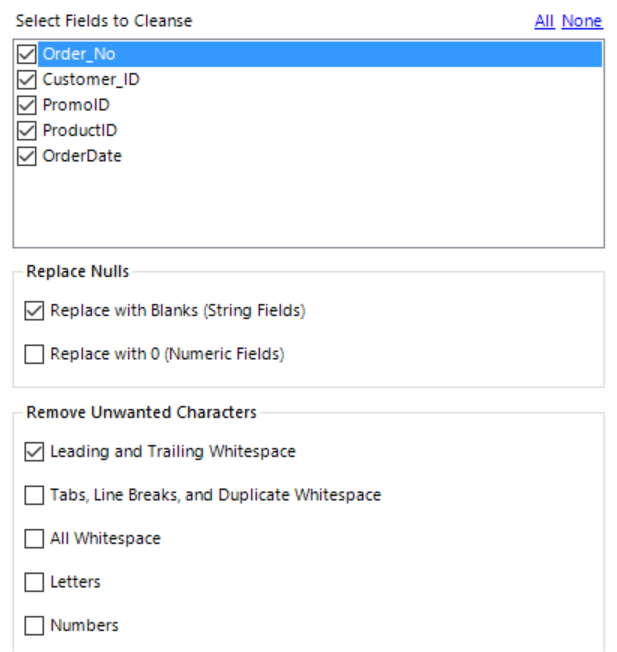 Select Fields to Cleanse All None
Order_No
Customer_ID
PromoID
ProductID
OrderDate
Replace Nulls
Replace with Blanks (String Fields)
Replace with 0 (Numeric Fields)
Remove Unwanted Characters
Leading and Trailing Whitespace
Tabs, Line Breaks, and Duplicate Whitespace
All Whitespace
Letters
Numbers